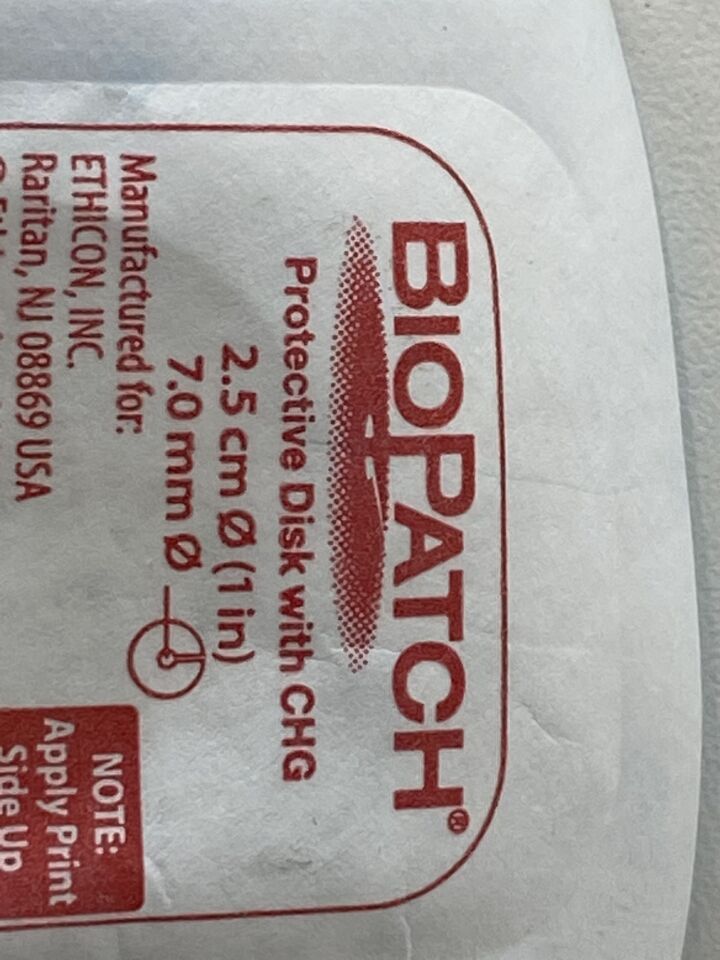 BIOPATCH®
Protective Disk with CHG
2.5 cm Ø (1 in)
7.0 mm Ø
Manufactured for:
ETHICON, INC.
Raritan, NJ 08869 USA
NOTE:
Apply Print
Side Up